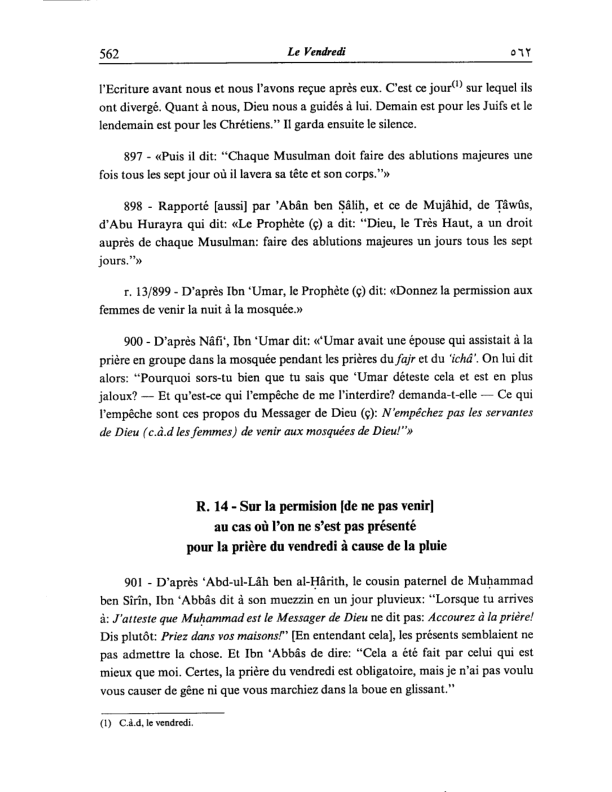 562 Le Vendredi ٥٦٢
l'Ecriture avant nous et nous l'avons reçue après eux. C'est ce jour(1) sur lequel ils
ont divergé. Quant à nous, Dieu nous a guidés à lui. Demain est pour les Juifs et le
lendemain est pour les Chrétiens." Il garda ensuite le silence.
897 - «Puis il dit: "Chaque Musulman doit faire des ablutions majeures une
fois tous les sept jour où il lavera sa tête et son corps."»
898 - Rapporté [aussi] par 'Abân ben Ṣâliḥ, et ce de Mujâhid, de Ṭâwûs,
d'Abu Hurayra qui dit: «Le Prophète (ç) a dit: "Dieu, le Très Haut, a un droit
auprès de chaque Musulman: faire des ablutions majeures un jours tous les sept
jours."»
r. 13/899 - D'après Ibn ‘Umar, le Prophète (ç) dit: «Donnez la permission aux
femmes de venir la nuit à la mosquée.»
900 - D'après Nâfi‘, Ibn ‘Umar dit: «‘Umar avait une épouse qui assistait à la
prière en groupe dans la mosquée pendant les prières du fajr et du ‘ichâ'. On lui dit
alors: "Pourquoi sors-tu bien que tu sais que ‘Umar déteste cela et est en plus
jaloux? — Et qu'est-ce qui l'empêche de me l'interdire? demanda-t-elle — Ce qui
l'empêche sont ces propos du Messager de Dieu (ç): N'empêchez pas les servantes
de Dieu (c.à.d les femmes) de venir aux mosquées de Dieu!"»
R. 14 - Sur la permision [de ne pas venir]
au cas où l'on ne s'est pas présenté
pour la prière du vendredi à cause de la pluie
901 - D'après ‘Abd-ul-Lâh ben al-Ḥârith, le cousin paternel de Muḥammad
ben Sîrîn, Ibn ‘Abbâs dit à son muezzin en un jour pluvieux: "Lorsque tu arrives
à: J'atteste que Muḥammad est le Messager de Dieu ne dit pas: Accourez à la prière!
Dis plutôt: Priez dans vos maisons!" [En entendant cela], les présents semblaient ne
pas admettre la chose. Et Ibn ‘Abbâs de dire: "Cela a été fait par celui qui est
mieux que moi. Certes, la prière du vendredi est obligatoire, mais je n'ai pas voulu
vous causer de gêne ni que vous marchiez dans la boue en glissant."
(1) C.à.d, le vendredi.